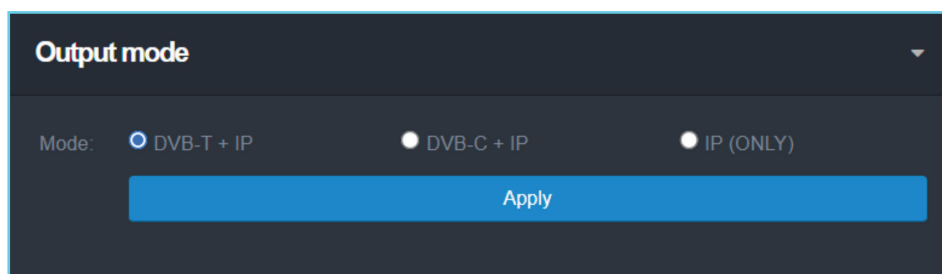 Output mode
Mode: DVB-T + IP DVB-C + IP IP (ONLY)
Apply